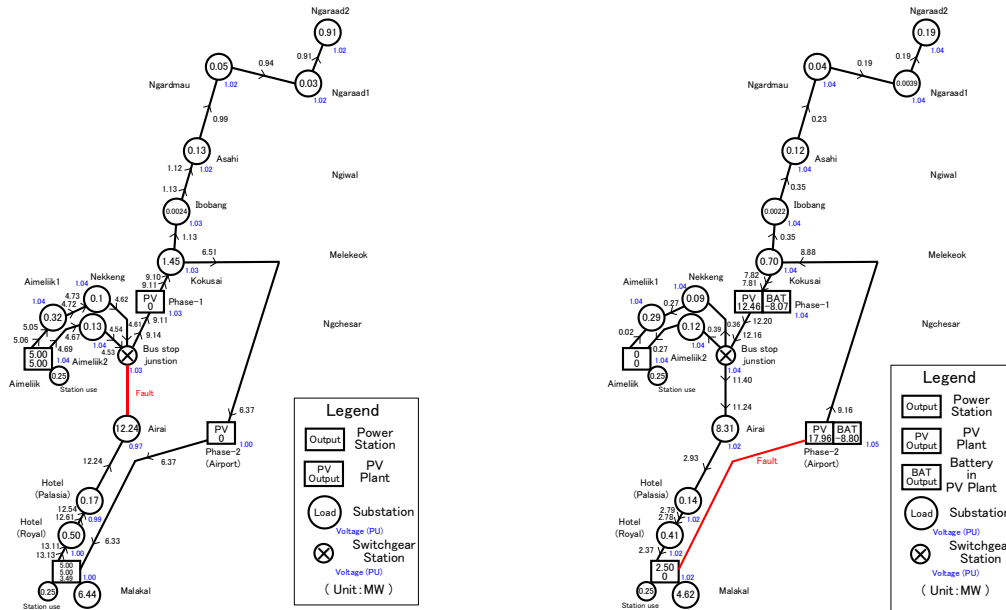 Ngaraad2
0.91
1.02
0.91
0.05
0.94
0.03
Ngardmau
1.02
Ngaraad1
1.02
0.99
0.13
Asahi
1.12
1.02
Ngiwal
1.13
Ibobang
0.0024
1.03
1.13
6.51
1.45
Melekeok
9.10
1.03
9.11
Kokusai
Aimeliik1
Nekkeng
1.04
4.73
0.1
4.62
PV
0
Phase-1
1.04
4.72
1.03
0.32
5.05
0.13
4.61
9.11
4.67
4.54
Ngchesar
5.06
4.69
9.14
4.53
5.00
5.00
1.04
Aimeliik2
1.04
Bus stop
junstion
Aimeliik
0.25
1.03
Station use
Fault
6.37
12.24
Airai
PV
0
0.97
1.00
12.24
6.37
Phase-2
(Airport)
Hotel
(Palasia)
0.17
12.54
0.99
12.61
Hotel
(Royal)
0.50
6.33
13.11
1.00
13.13
5.00
5.00
3.49
1.00
0.25
6.44
Malakal
Station use
Legend
Output
Power
Station
PV
Output
PV
Plant
Load
Substation
Voltage (PU)
Switchgear
Station
Voltage (PU)
( Unit:MW )
Ngaraad2
0.19
1.04
0.19
0.04
0.19
0.0039
Ngardmau
1.04
Ngaraad1
1.04
0.23
0.12
Asahi
1.04
Ngiwal
0.35
Ibobang
0.0022
1.04
0.35
8.88
0.70
Melekeok
7.82
1.04
7.81
Kokusai
Aimeliik1
Nekkeng
1.04
0.27
0.09
PV
12.46
BAT
-8.07
Phase-1
1.04
1.04
0.29
0.36
12.20
0.02
0.12
0.39
12.16
Ngchesar
0.27
0
0
1.04
Aimeliik2
1.04
Bus stop
junstion
Aimeliik
0.25
1.04
Station use
11.40
11.24
9.16
8.31
Airai
PV
17.96
BAT
-8.80
1.02
1.05
2.93
Fault
Phase-2
(Airport)
Hotel
(Palasia)
0.14
2.79
1.02
2.78
Hotel
(Royal)
0.41
2.37
1.02
2.50
0
1.02
0.25
4.62
Malakal
Station use
Legend
Output
Power
Station
PV
Output
PV
Plant
BAT
Output
Battery
in
PV Plant
Load
Substation
Voltage (PU)
Switchgear
Station
Voltage (PU)
( Unit:MW )